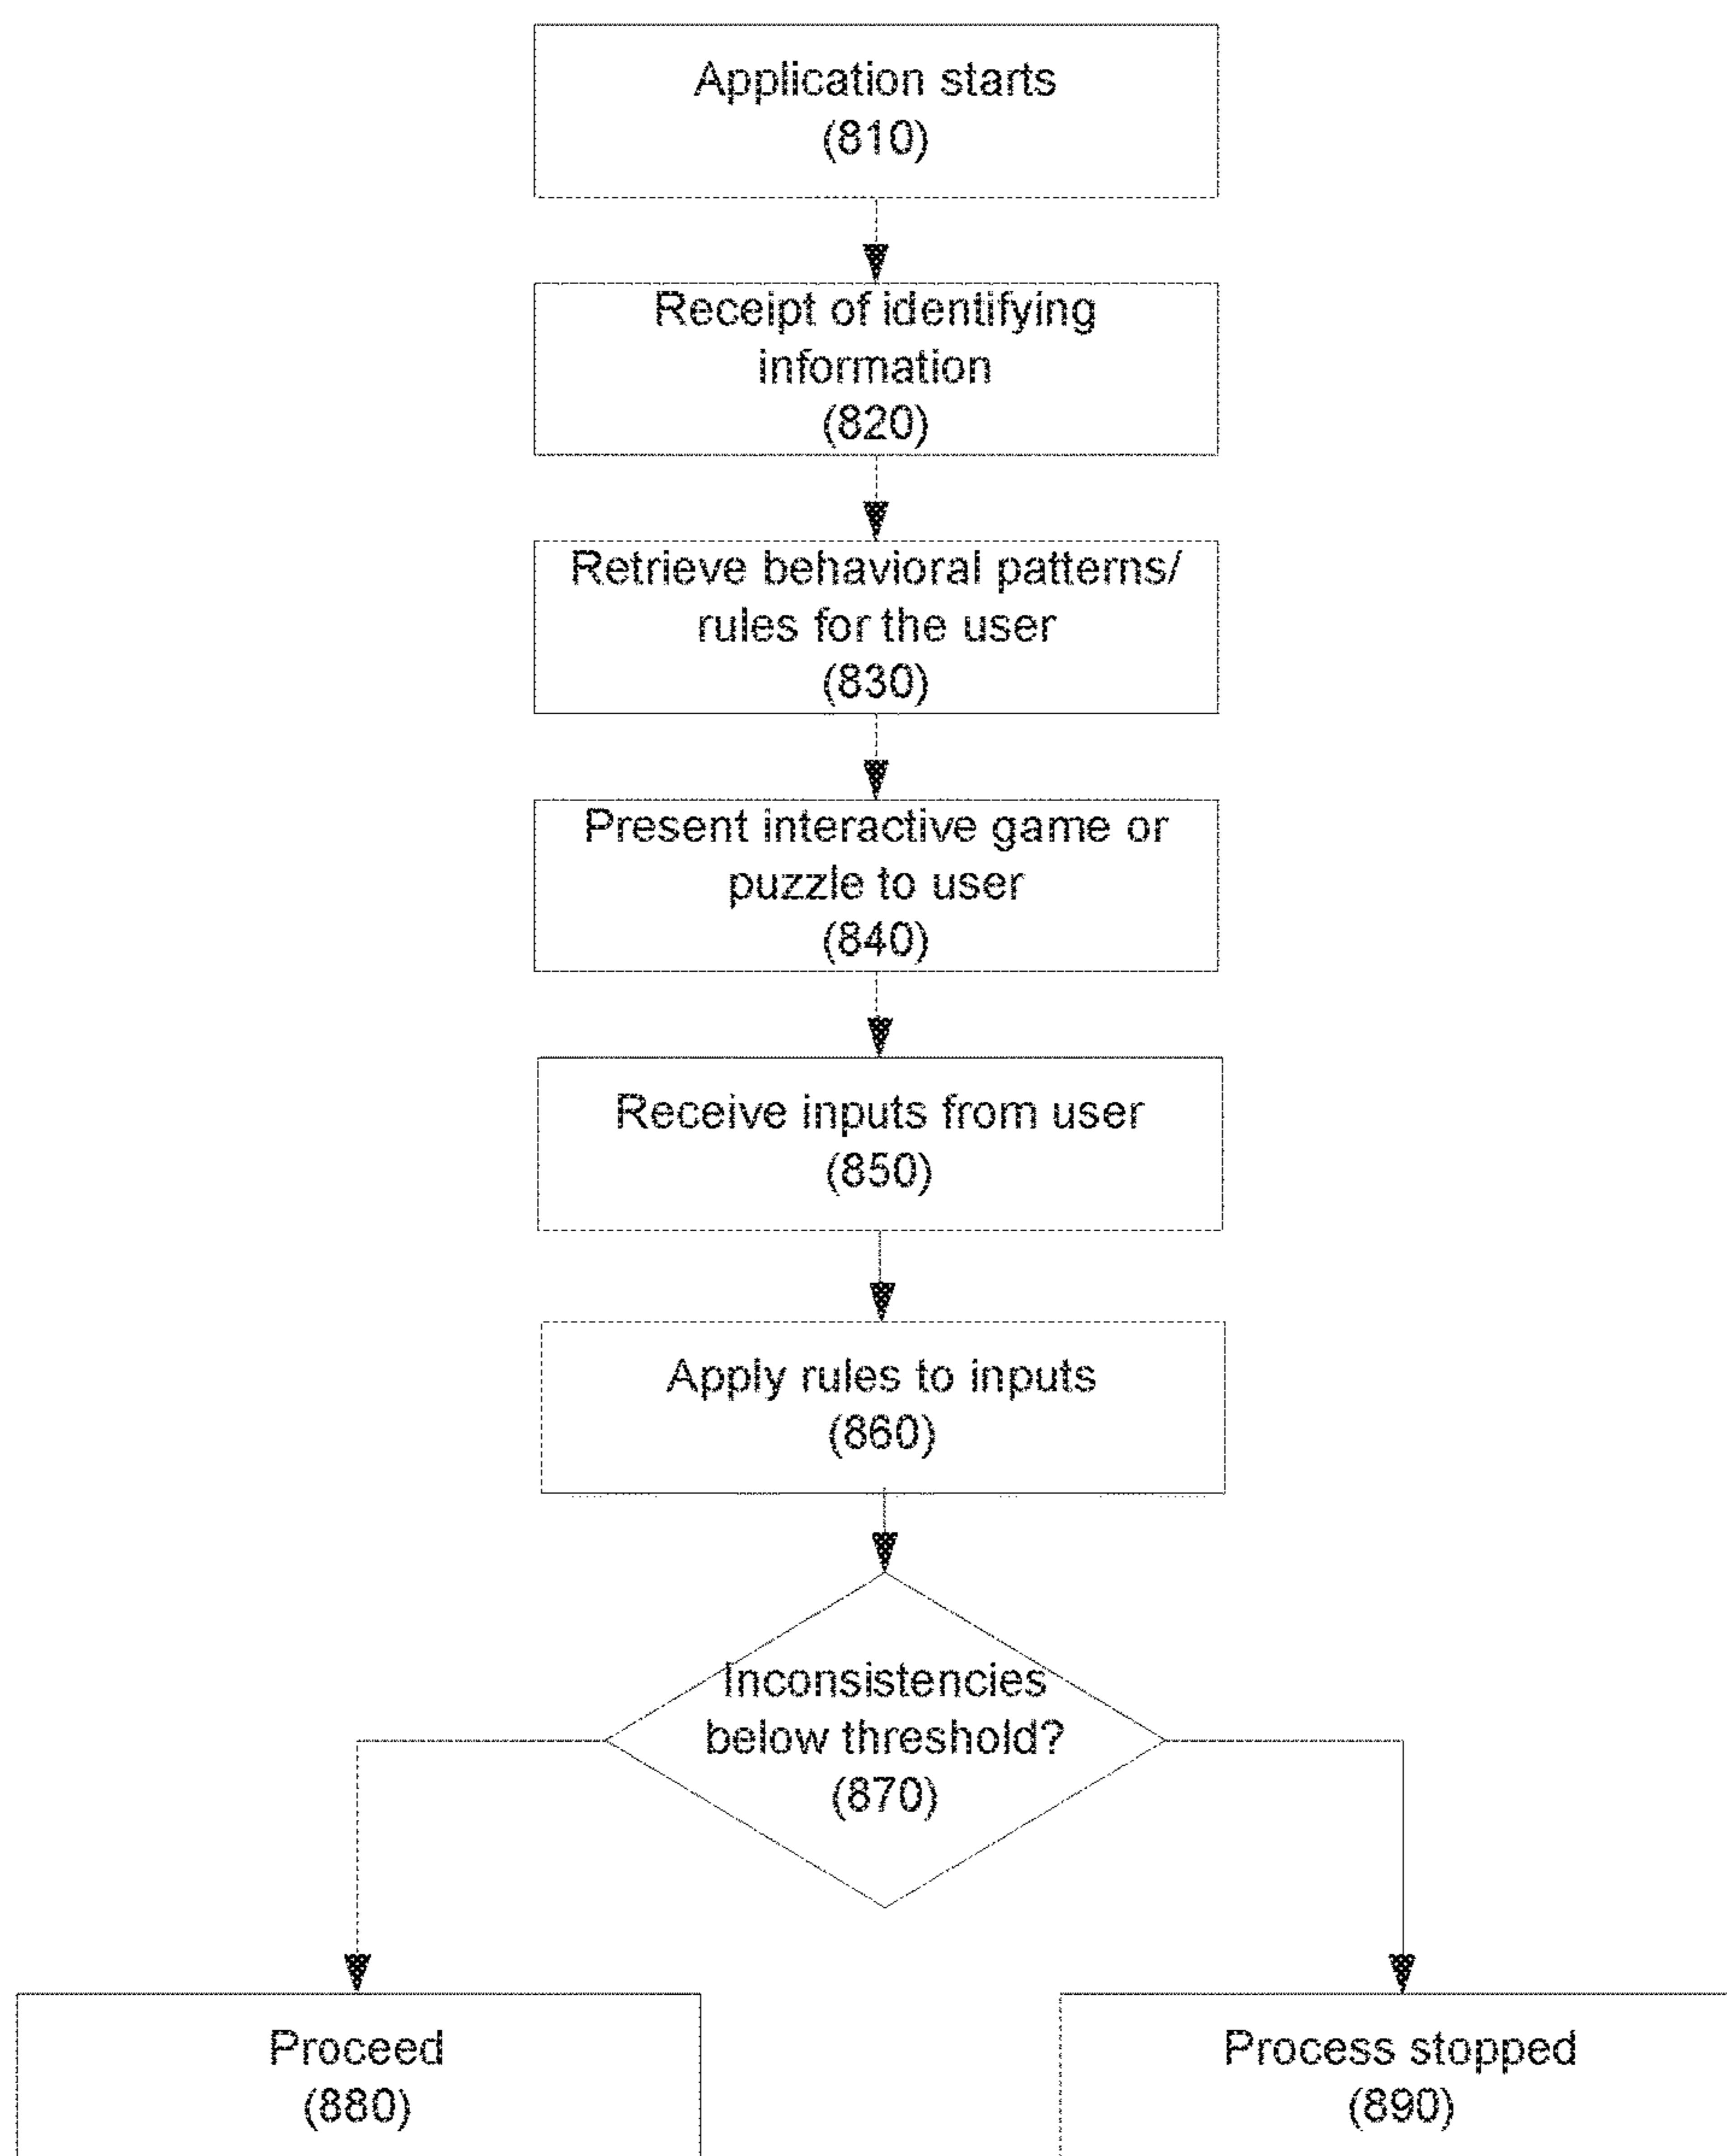 Application starts
(810)
Receipt of identifying
information
(820)
Retrieve behavioral patterns/
rules for the user
(830)
Present interactive game or
puzzle to user
(840)
Receive inputs from user
(850)
Apply rules to inputs
(860)
Inconsistencies
below threshold?
(870)
Proceed
(880)
Process stopped
(890)